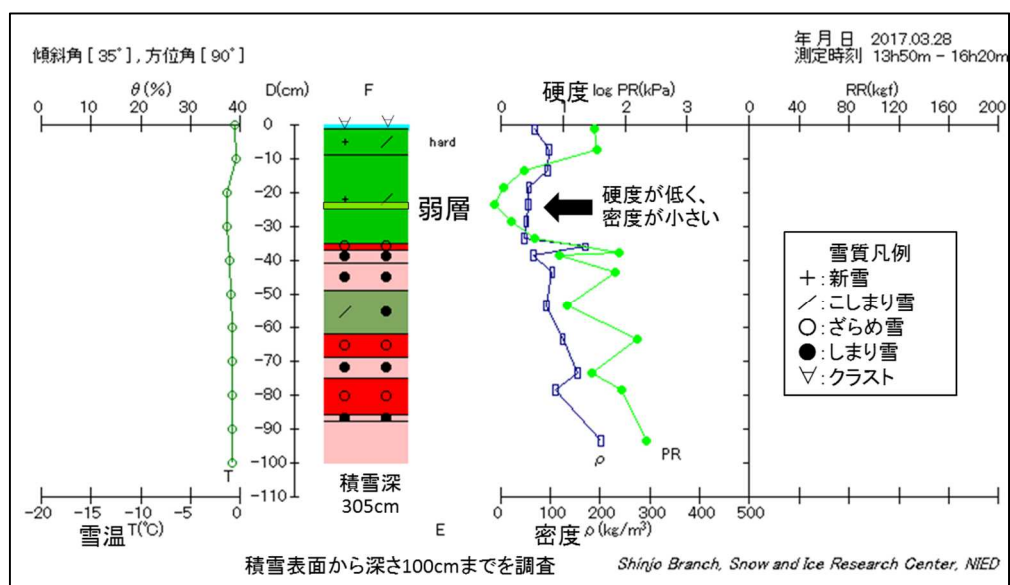 年月日 2017.03.28
測定時刻 13h50m - 16h20m
傾斜角[ 35°] , 方位角[ 90°]
θ(%) D(cm) F 硬度 log PR(kPa) RR(kgf)
0 10 20 30 40 0 1 2 3 4 0 40 80 120 160 200
0
-10
-20
-30
-40
-50
-60
-70
-80
-90
-100
-110
hard
弱層
硬度が低く、
密度が小さい
雪質凡例
+:新雪
/:こしまり雪
○:ざらめ雪
●:しまり雪
∀:クラスト
T
ρ
PR
積雪深
305cm
-20 -15 -10 -5 0 0 100 200 300 400 500
雪温 T(℃) E 密度 ρ(kg/m³)
積雪表面から深さ100cmまでを調査
Shinjo Branch, Snow and Ice Research Center, NIED